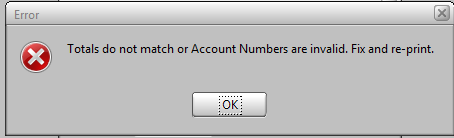 Error
Totals do not match or Account Numbers are invalid. Fix and re-print.
OK